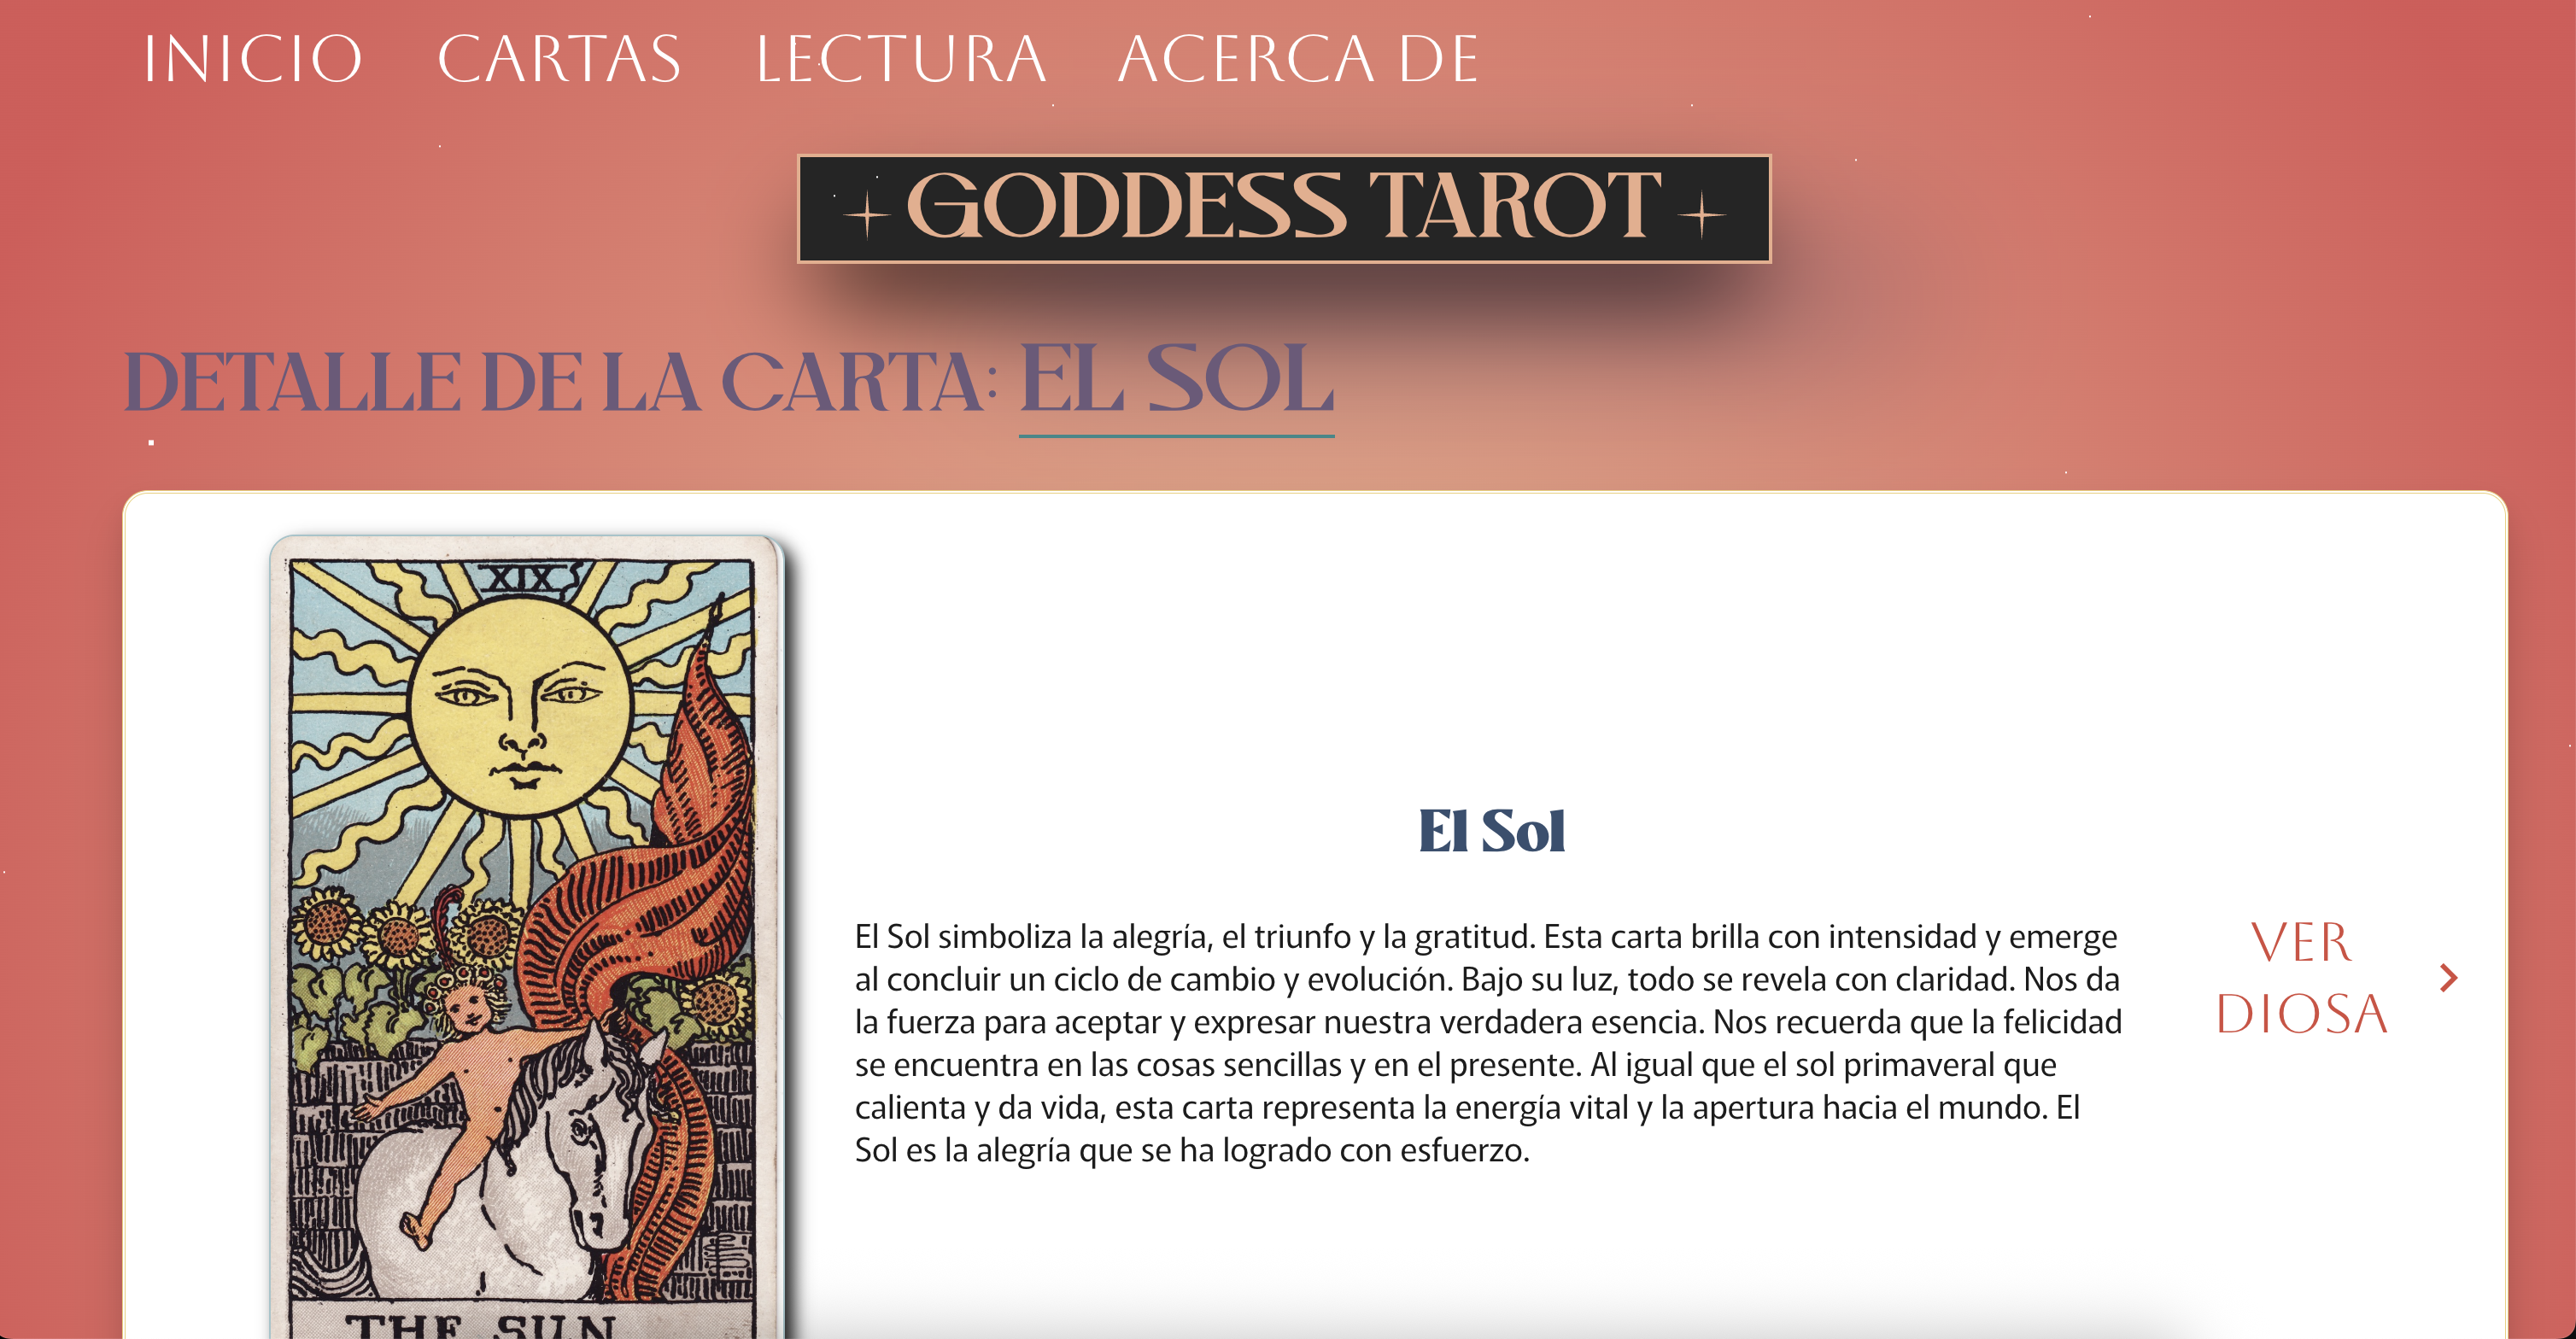 INICIO CARTAS LECTURA ACERCA DE
GODDESS TAROT
DETALLE DE LA CARTA: EL SOL
XIX
THE SUN
El Sol
El Sol simboliza la alegría, el triunfo y la gratitud. Esta carta brilla con intensidad y emerge
al concluir un ciclo de cambio y evolución. Bajo su luz, todo se revela con claridad. Nos da
la fuerza para aceptar y expresar nuestra verdadera esencia. Nos recuerda que la felicidad
se encuentra en las cosas sencillas y en el presente. Al igual que el sol primaveral que
calienta y da vida, esta carta representa la energía vital y la apertura hacia el mundo. El
Sol es la alegría que se ha logrado con esfuerzo.
VER
DIOSA